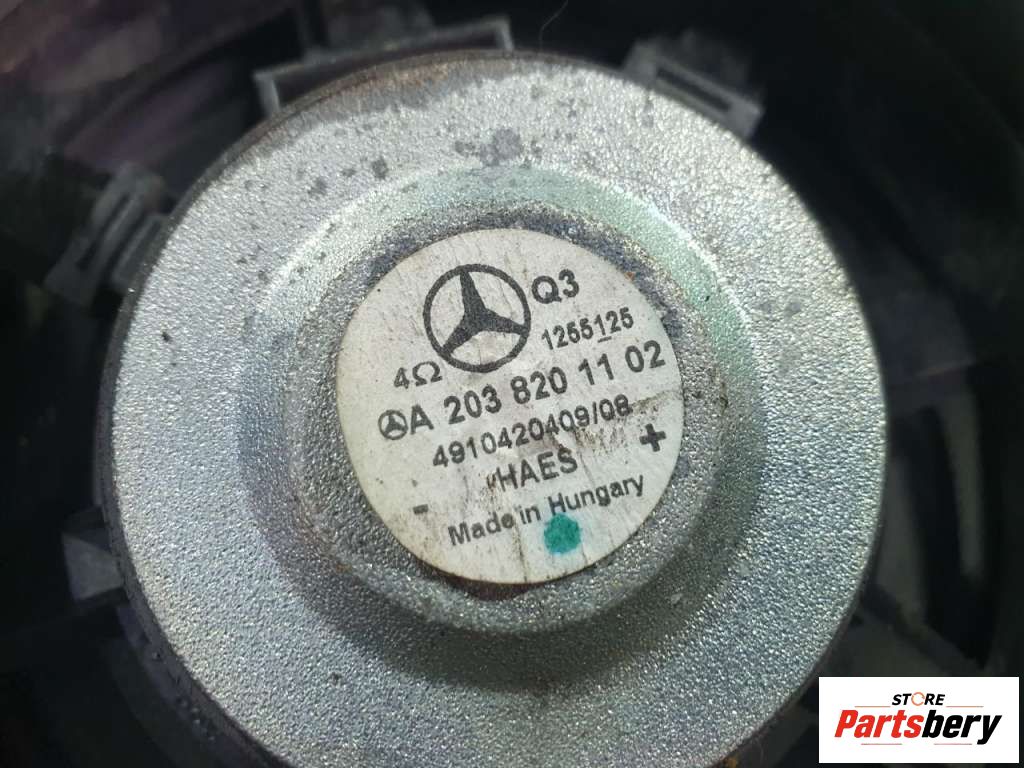 Q3
1255125
4Ω
A 203 820 11 02
4910420409/08
HAES
- +
Made in Hungary
STORE
Partsbery